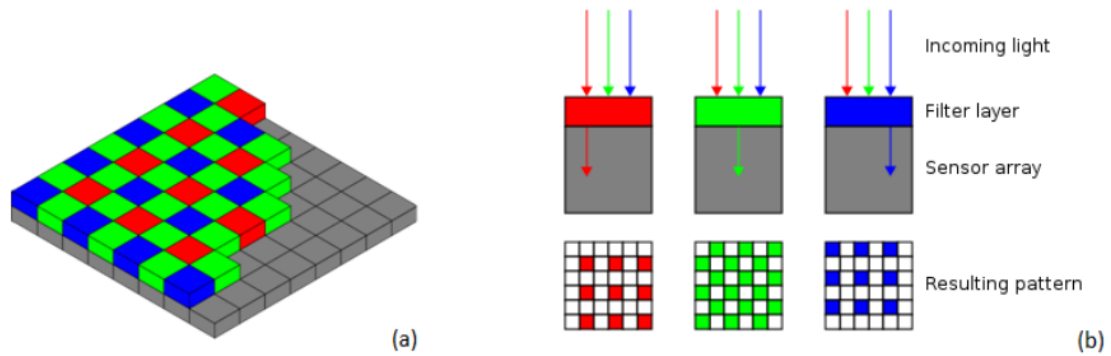 Incoming light
Filter layer
Sensor array
Resulting pattern
(a)
(b)